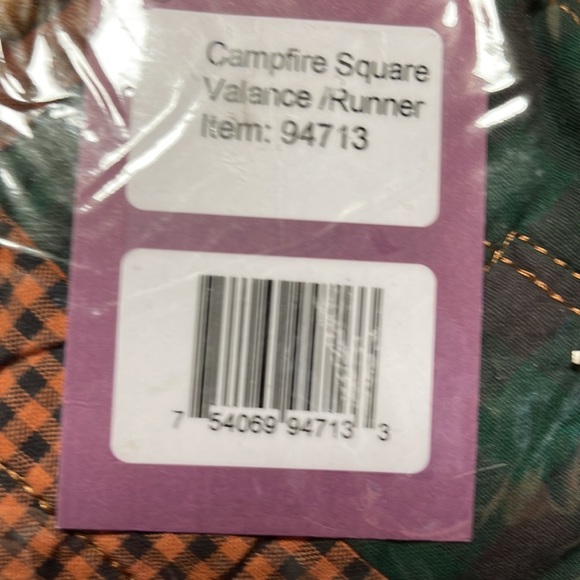 Campfire Square
Valance /Runner
Item: 94713
7 54069 94713 3